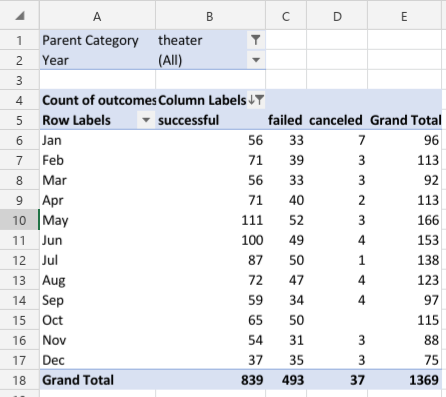 A B C D E
1 Parent Category theater
2 Year (All)
3
4 Count of outcomes Column Labels
5 Row Labels successful failed canceled Grand Total
6 Jan 56 33 7 96
7 Feb 71 39 3 113
8 Mar 56 33 3 92
9 Apr 71 40 2 113
10 May 111 52 3 166
11 Jun 100 49 4 153
12 Jul 87 50 1 138
13 Aug 72 47 4 123
14 Sep 59 34 4 97
15 Oct 65 50 115
16 Nov 54 31 3 88
17 Dec 37 35 3 75
18 Grand Total 839 493 37 1369